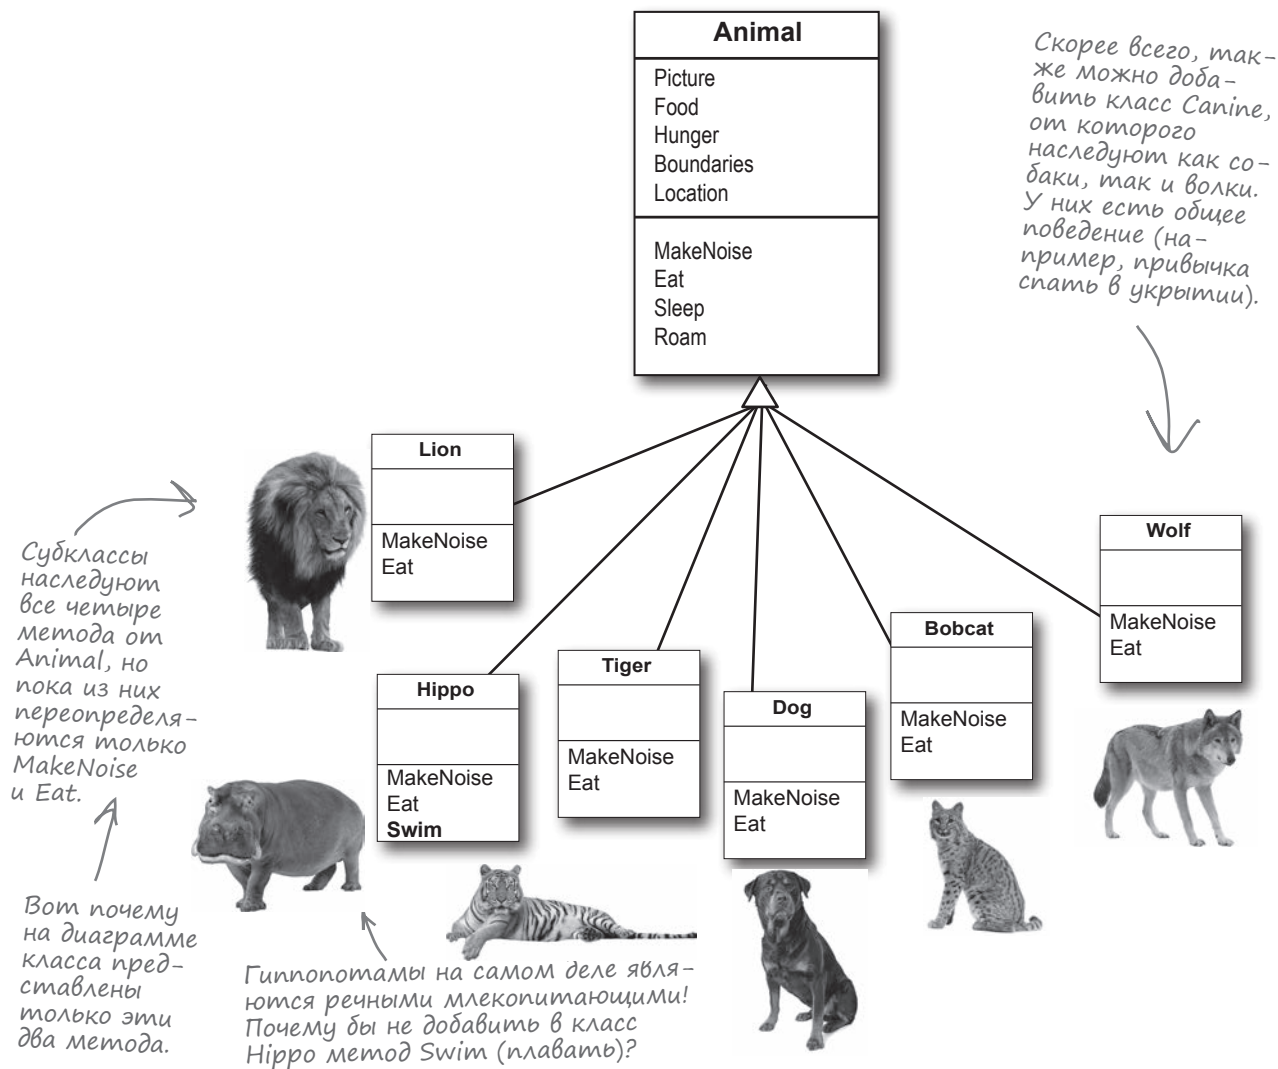 Animal
Picture
Food
Hunger
Boundaries
Location
MakeNoise
Eat
Sleep
Roam
Скорее всего, так-
же можно доба-
вить класс Canine,
от которого
наследуют как со-
баки, так и волки.
У них есть общее
поведение (на-
пример, привычка
спать в укрытии).
Lion
MakeNoise
Eat
Субклассы
наследуют
все четыре
метода от
Animal, но
пока из них
переопределя-
ются только
MakeNoise
и Eat.
Hippo
MakeNoise
Eat
Swim
Tiger
MakeNoise
Eat
Dog
MakeNoise
Eat
Bobcat
MakeNoise
Eat
Wolf
MakeNoise
Eat
Вот почему
на диаграмме
класса пред-
ставлены
только эти
два метода.
Гиппопотамы на самом деле явля-
ются речными млекопитающими!
Почему бы не добавить в класс
Hippo метод Swim (плавать)?